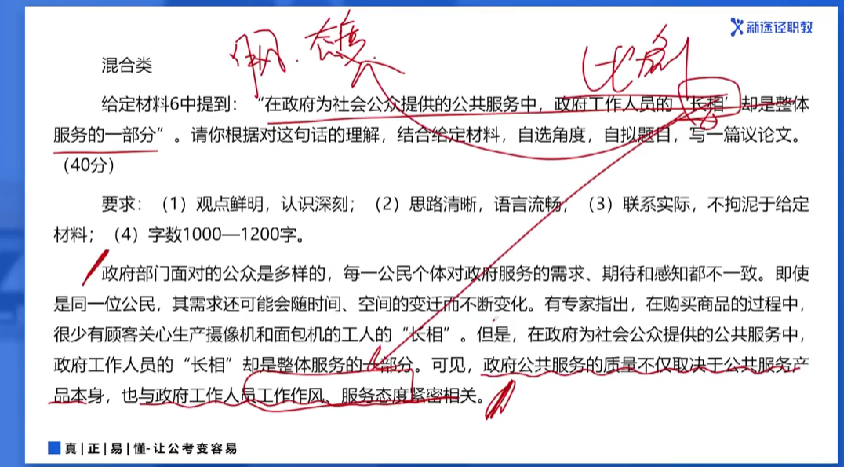 新途径职教
混合类
给定材料6中提到：“在政府为社会公众提供的公共服务中，政府工作人员的“长相”却是整体
服务的一部分”。请你根据对这句话的理解，结合给定材料，自选角度，自拟题目，写一篇议论文。
（40分）
要求：（1）观点鲜明，认识深刻；（2）思路清晰，语言流畅；（3）联系实际，不拘泥于给定
材料；（4）字数1000—1200字。
政府部门面对的公众是多样的，每一公民个体对政府服务的需求、期待和感知都不一致。即使
是同一位公民，其需求还可能会随时间、空间的变迁而不断变化。有专家指出，在购买商品的过程中，
很少有顾客关心生产摄像机和面包机的工人的“长相”。但是，在政府为社会公众提供的公共服务中，
政府工作人员的“长相”却是整体服务的一部分。可见，政府公共服务的质量不仅取决于公共服务产
品本身，也与政府工作人员工作作风、服务态度紧密相关。
真|正|易|懂-让公考变容易